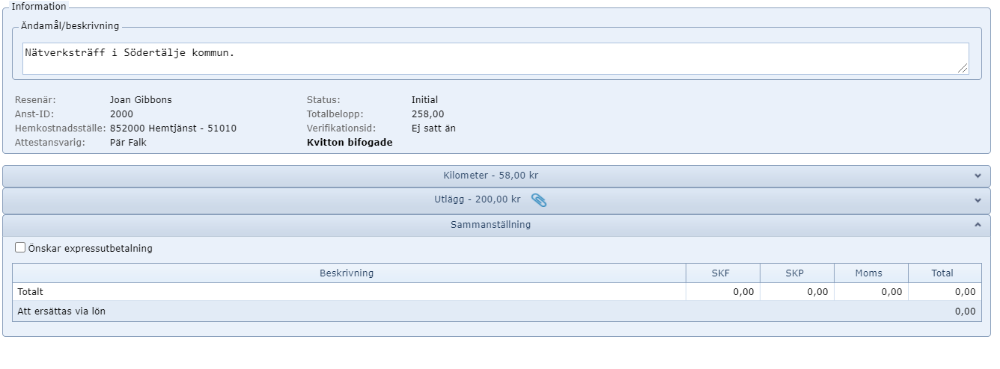 Information
Ändamål/beskrivning
Nätverksträff i Södertälje kommun.
Resenär: Joan Gibbons Status: Initial
Anst-ID: 2000 Totalbelopp: 258,00
Hemkostnadsställe: 852000 Hemtjänst - 51010 Verifikationsid: Ej satt än
Attestansvarig: Pär Falk Kvitton bifogade
Kilometer - 58,00 kr
Utlägg - 200,00 kr
Sammanställning
Önskar expressutbetalning
Beskrivning SKF SKP Moms Total
Totalt 0,00 0,00 0,00 0,00
Att ersättas via lön 0,00